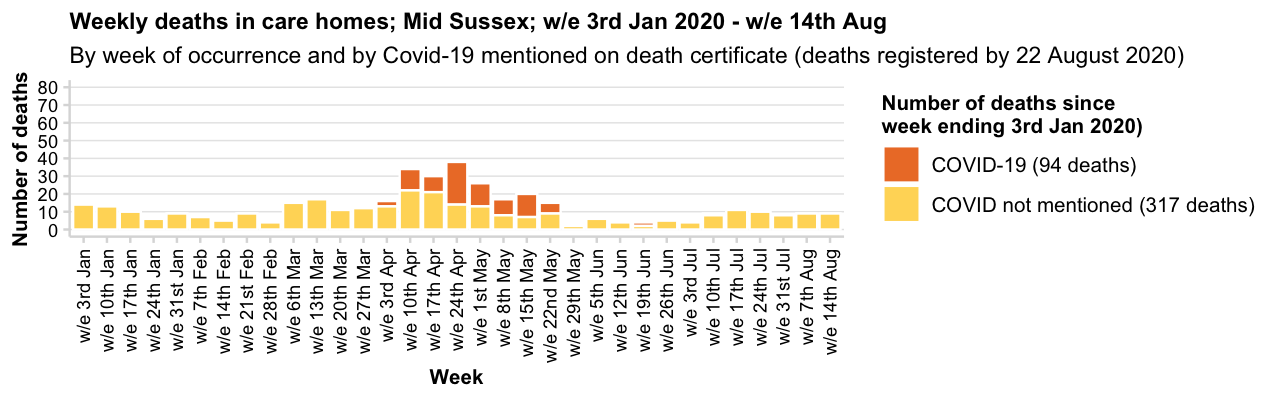 Weekly deaths in care homes; Mid Sussex; w/e 3rd Jan 2020 - w/e 14th Aug
By week of occurrence and by Covid-19 mentioned on death certificate (deaths registered by 22 August 2020)
Number of deaths
80
70
60
50
40
30
20
10
0
w/e 3rd Jan
w/e 10th Jan
w/e 17th Jan
w/e 24th Jan
w/e 31st Jan
w/e 7th Feb
w/e 14th Feb
w/e 21st Feb
w/e 28th Feb
w/e 6th Mar
w/e 13th Mar
w/e 20th Mar
w/e 27th Mar
w/e 3rd Apr
w/e 10th Apr
w/e 17th Apr
w/e 24th Apr
w/e 1st May
w/e 8th May
w/e 15th May
w/e 22nd May
w/e 29th May
w/e 5th Jun
w/e 12th Jun
w/e 19th Jun
w/e 26th Jun
w/e 3rd Jul
w/e 10th Jul
w/e 17th Jul
w/e 24th Jul
w/e 31st Jul
w/e 7th Aug
w/e 14th Aug
Week
Number of deaths since
week ending 3rd Jan 2020)
COVID-19 (94 deaths)
COVID not mentioned (317 deaths)